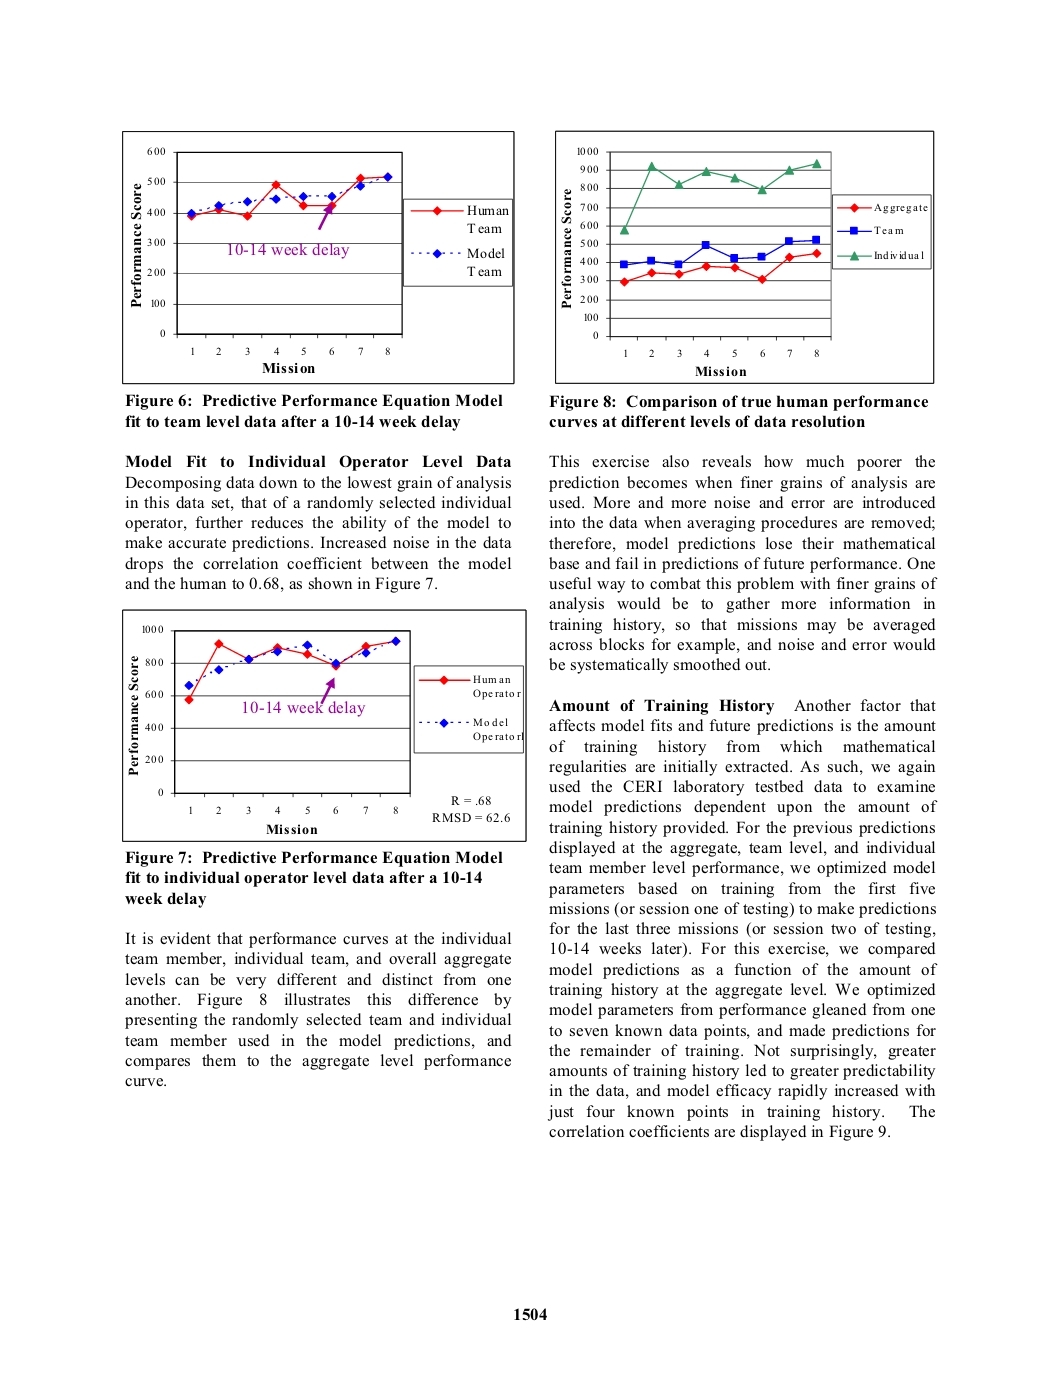 600
500
400
300
200
100
0
Performance Score
10-14 week delay
1 2 3 4 5 6 7 8
Mission
Human
Team
Model
Team
Figure 6: Predictive Performance Equation Model
fit to team level data after a 10-14 week delay
Model Fit to Individual Operator Level Data
Decomposing data down to the lowest grain of analysis
in this data set, that of a randomly selected individual
operator, further reduces the ability of the model to
make accurate predictions. Increased noise in the data
drops the correlation coefficient between the model
and the human to 0.68, as shown in Figure 7.
1000
800
600
400
200
0
Performance Score
10-14 week delay
1 2 3 4 5 6 7 8
Mission
Human
Operator
Model
Operator
R = .68
RMSD = 62.6
Figure 7: Predictive Performance Equation Model
fit to individual operator level data after a 10-14
week delay
It is evident that performance curves at the individual
team member, individual team, and overall aggregate
levels can be very different and distinct from one
another. Figure 8 illustrates this difference by
presenting the randomly selected team and individual
team member used in the model predictions, and
compares them to the aggregate level performance
curve.
1000
900
800
700
600
500
400
300
200
100
0
Performance Score
1 2 3 4 5 6 7 8
Mission
Aggregate
Team
Individual
Figure 8: Comparison of true human performance
curves at different levels of data resolution
This exercise also reveals how much poorer the
prediction becomes when finer grains of analysis are
used. More and more noise and error are introduced
into the data when averaging procedures are removed;
therefore, model predictions lose their mathematical
base and fail in predictions of future performance. One
useful way to combat this problem with finer grains of
analysis would be to gather more information in
training history, so that missions may be averaged
across blocks for example, and noise and error would
be systematically smoothed out.
Amount of Training History Another factor that
affects model fits and future predictions is the amount
of training history from which mathematical
regularities are initially extracted. As such, we again
used the CERI laboratory testbed data to examine
model predictions dependent upon the amount of
training history provided. For the previous predictions
displayed at the aggregate, team level, and individual
team member level performance, we optimized model
parameters based on training from the first five
missions (or session one of testing) to make predictions
for the last three missions (or session two of testing,
10-14 weeks later). For this exercise, we compared
model predictions as a function of the amount of
training history at the aggregate level. We optimized
model parameters from performance gleaned from one
to seven known data points, and made predictions for
the remainder of training. Not surprisingly, greater
amounts of training history led to greater predictability
in the data, and model efficacy rapidly increased with
just four known points in training history. The
correlation coefficients are displayed in Figure 9.
1504